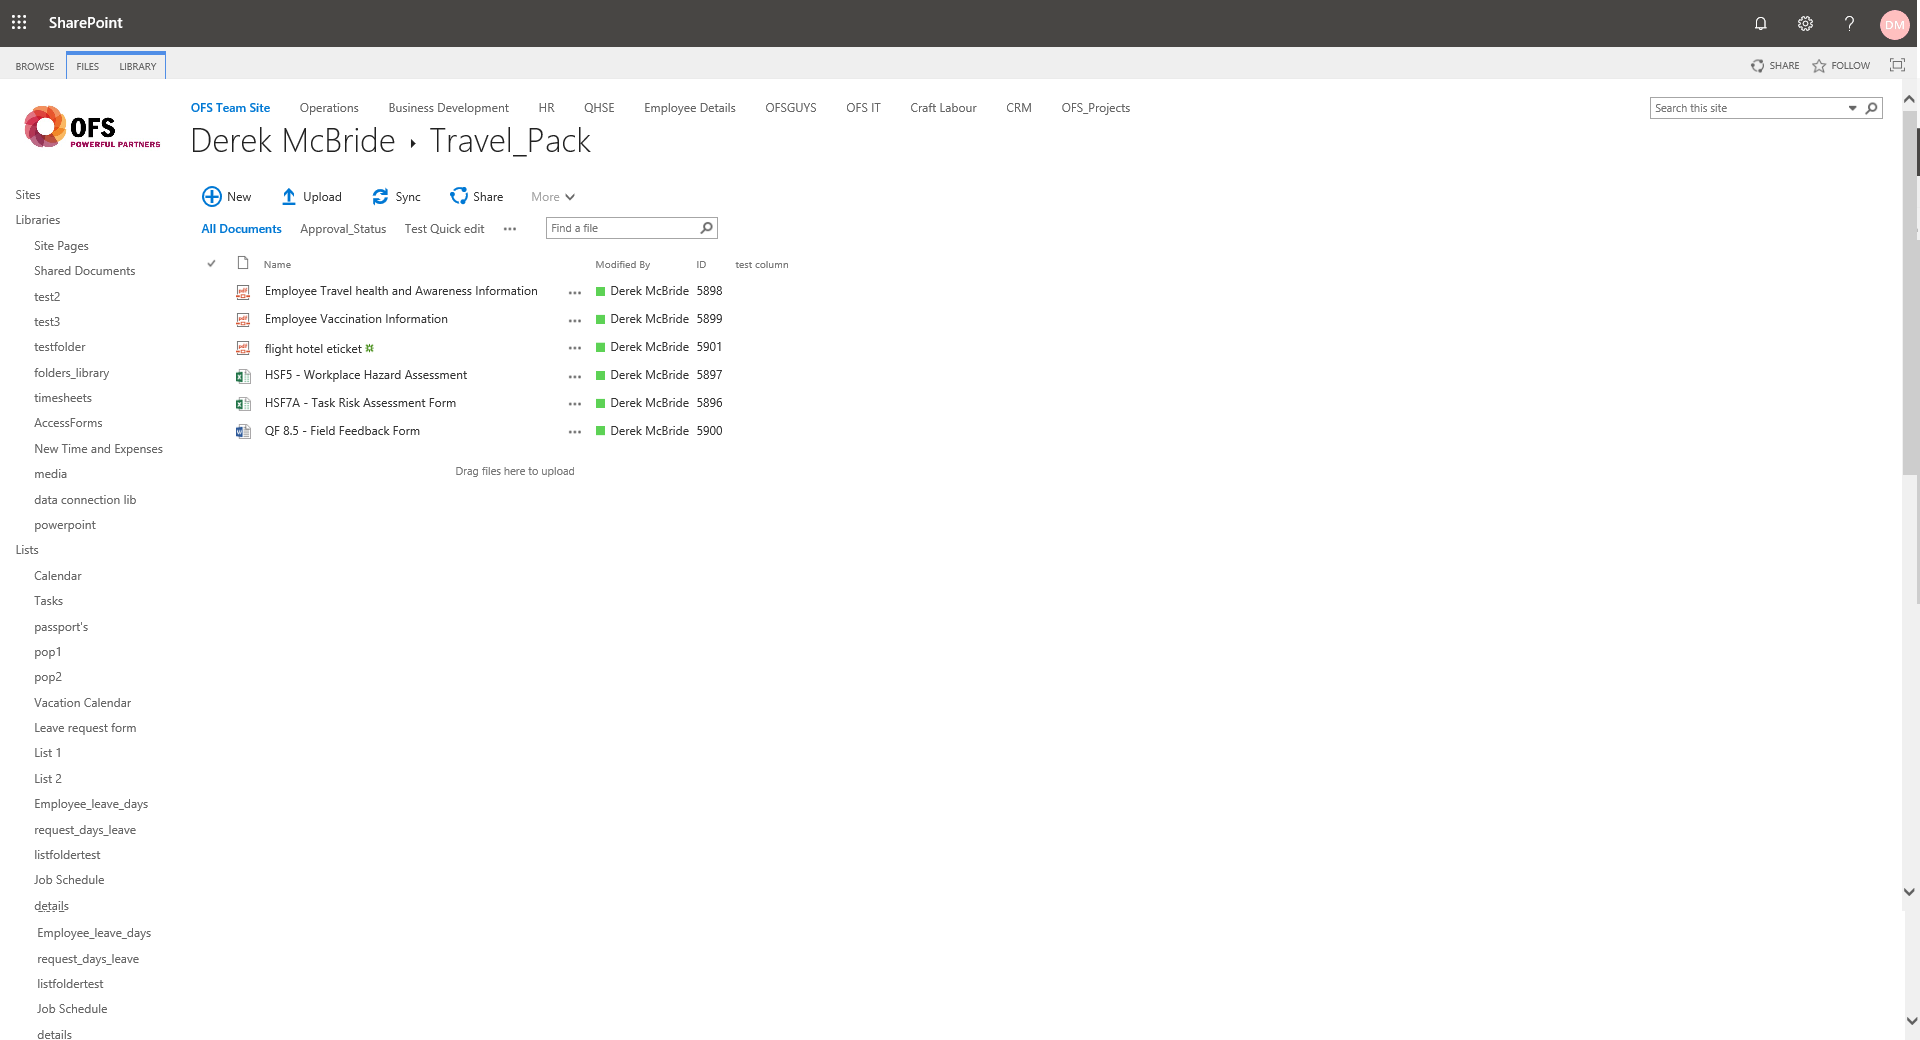 SharePoint
DM
BROWSE FILES LIBRARY SHARE FOLLOW
OFS
POWERFUL PARTNERS
OFS Team Site Operations Business Development HR QHSE Employee Details OFSGUYS OFS IT Craft Labour CRM OFS_Projects
Search this site
Derek McBride Travel_Pack
New Upload Sync Share More
All Documents Approval_Status Test Quick edit ••• Find a file
Name Modified By ID test column
Employee Travel health and Awareness Information ••• Derek McBride 5898
Employee Vaccination Information ••• Derek McBride 5899
flight hotel eticket ••• Derek McBride 5901
HSF5 - Workplace Hazard Assessment ••• Derek McBride 5897
HSF7A - Task Risk Assessment Form ••• Derek McBride 5896
QF 8.5 - Field Feedback Form ••• Derek McBride 5900
Drag files here to upload
Sites
Libraries
Site Pages
Shared Documents
test2
test3
testfolder
folders_library
timesheets
AccessForms
New Time and Expenses
media
data connection lib
powerpoint
Lists
Calendar
Tasks
passport's
pop1
pop2
Vacation Calendar
Leave request form
List 1
List 2
Employee_leave_days
request_days_leave
listfoldertest
Job Schedule
details
Employee_leave_days
request_days_leave
listfoldertest
Job Schedule
details